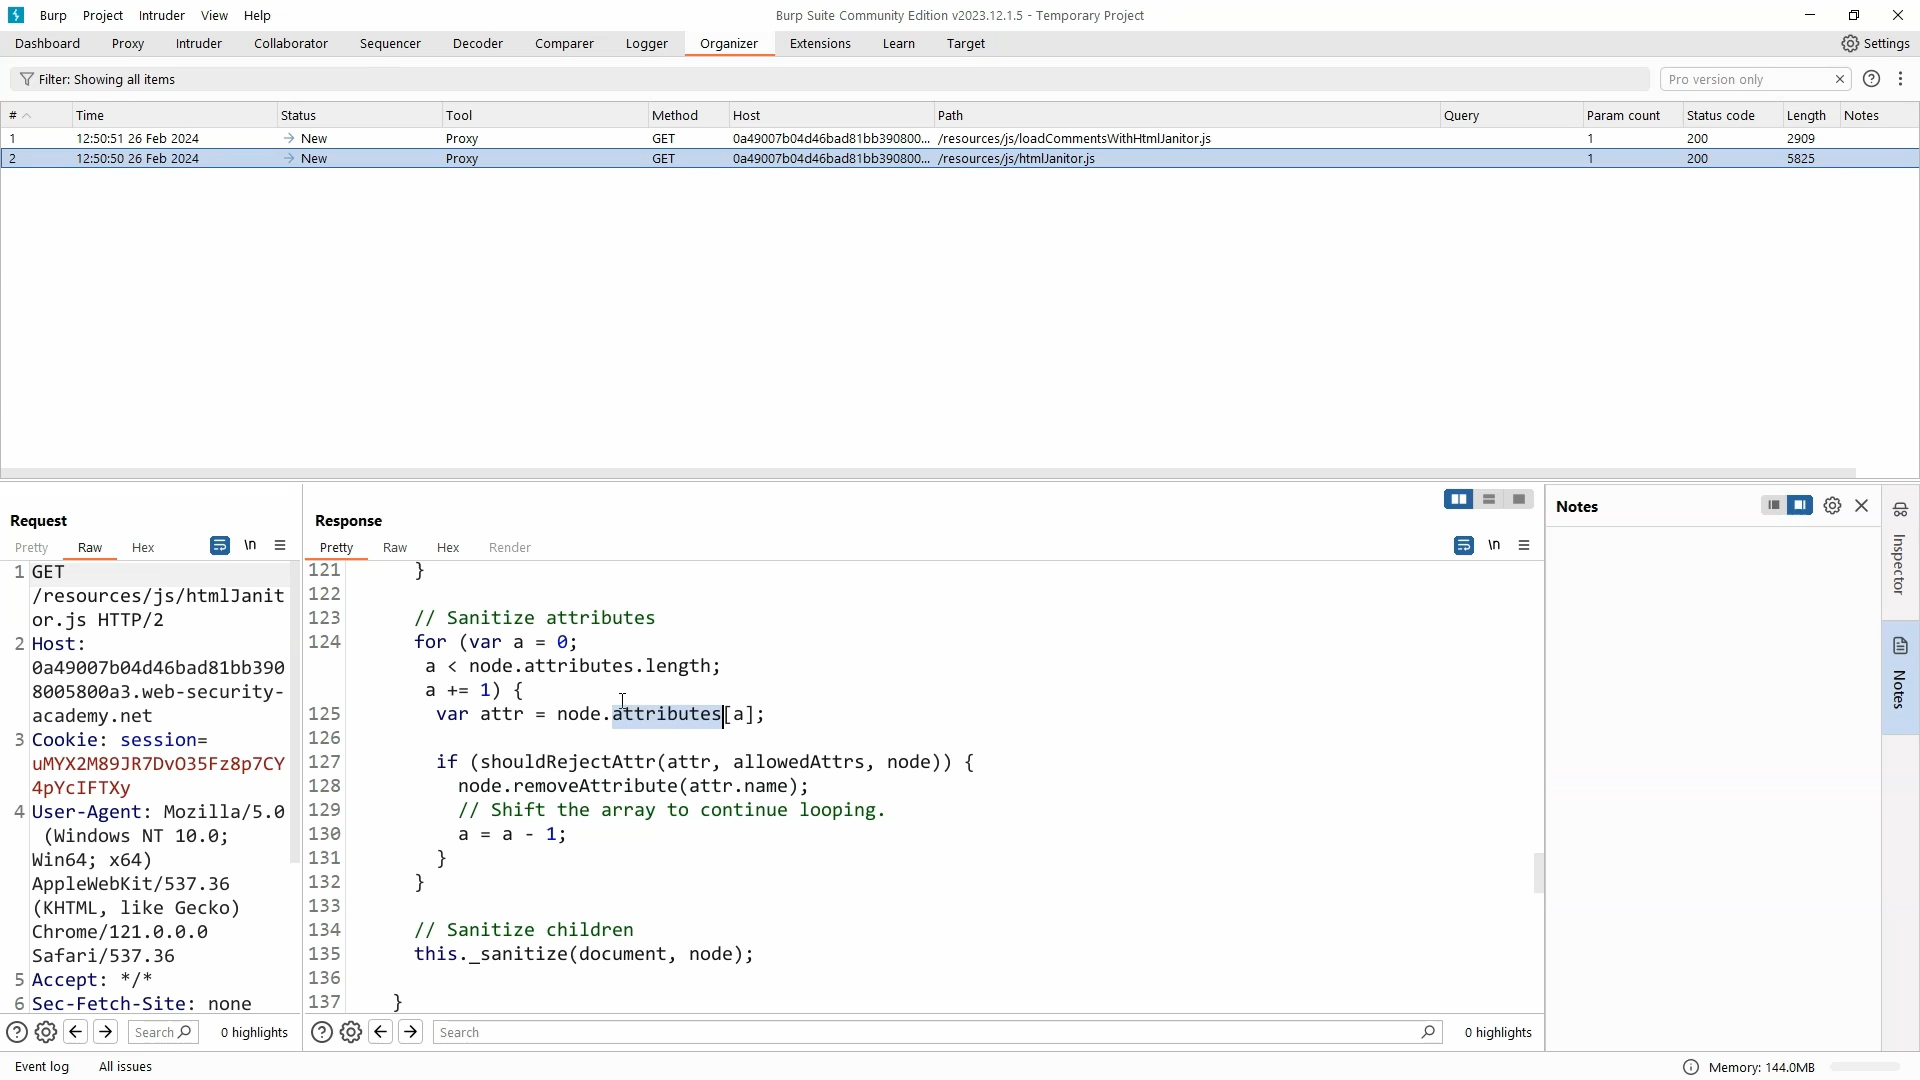 Burp Project Intruder View Help
Burp Suite Community Edition v2023.12.1.5 - Temporary Project
Dashboard Proxy Intruder Collaborator Sequencer Decoder Comparer Logger Organizer Extensions Learn Target
Settings
Filter: Showing all items
Pro version only
# Time Status Tool Method Host Path Query Param count Status code Length Notes
1 12:50:51 26 Feb 2024 New Proxy GET 0a49007b04d46bad81bb390800... /resources/js/loadCommentsWithHtmlJanitor.js 1 200 2909
2 12:50:50 26 Feb 2024 New Proxy GET 0a49007b04d46bad81bb390800... /resources/js/htmlJanitor.js 1 200 5825
Request
Pretty Raw Hex \n
1 GET
/resources/js/htmlJanit
or.js HTTP/2
2 Host:
0a49007b04d46bad81bb390
8005800a3.web-security-
academy.net
3 Cookie: session=
uMYX2M89JR7DvO35Fz8p7CY
4pYcIFTXy
4 User-Agent: Mozilla/5.0
(Windows NT 10.0;
Win64; x64)
AppleWebKit/537.36
(KHTML, like Gecko)
Chrome/121.0.0.0
Safari/537.36
5 Accept: */*
6 Sec-Fetch-Site: none
Search 0 highlights
Response
Pretty Raw Hex Render \n
121 }
122
123 // Sanitize attributes
124 for (var a = 0;
a < node.attributes.length;
a += 1) {
125 var attr = node.attributes[a];
126
127 if (shouldRejectAttr(attr, allowedAttrs, node)) {
128 node.removeAttribute(attr.name);
129 // Shift the array to continue looping.
130 a = a - 1;
131 }
132 }
133
134 // Sanitize children
135 this._sanitize(document, node);
136
137 }
Search 0 highlights
Notes
Inspector
Notes
Event log All issues
Memory: 144.0MB